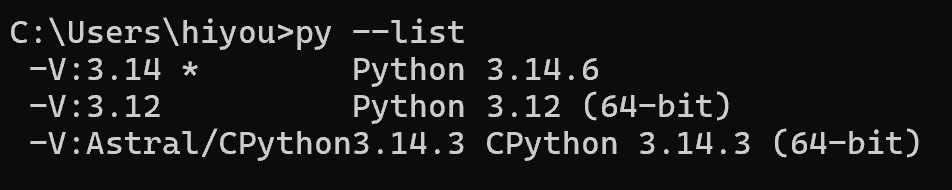 C:\Users\hiyou>py --list
 -V:3.14 *        Python 3.14.6
 -V:3.12          Python 3.12 (64-bit)
 -V:Astral/CPython3.14.3 CPython 3.14.3 (64-bit)